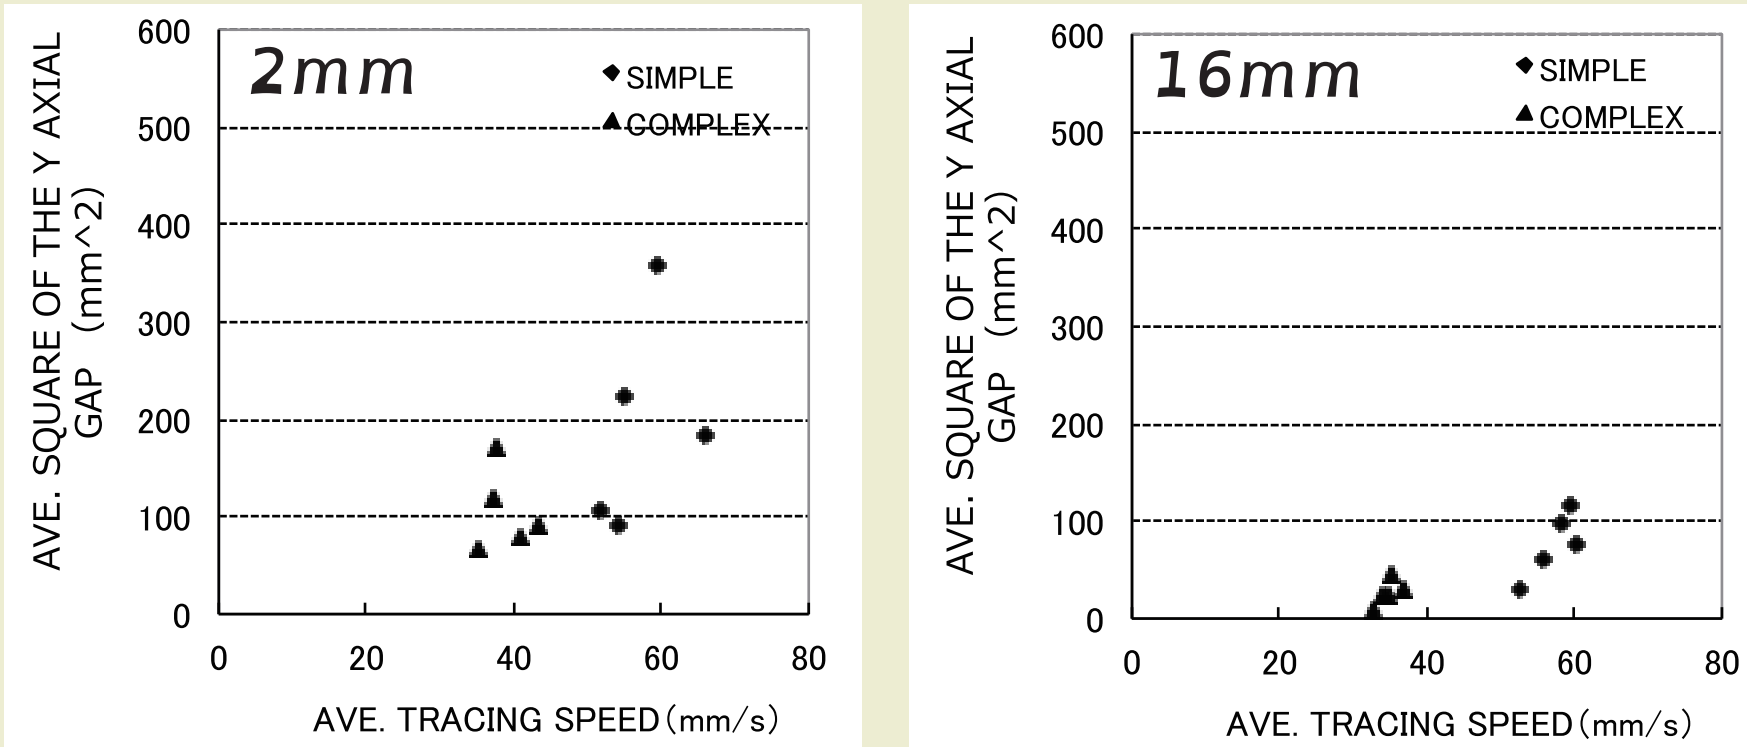 2mm
SIMPLE
COMPLEX
600
500
400
300
200
100
0
0 20 40 60 80
AVE. SQUARE OF THE Y AXIAL
GAP (mm^2)
AVE. TRACING SPEED(mm/s)
16mm
SIMPLE
COMPLEX
600
500
400
300
200
100
0
0 20 40 60 80
AVE. SQUARE OF THE Y AXIAL
GAP (mm^2)
AVE. TRACING SPEED(mm/s)